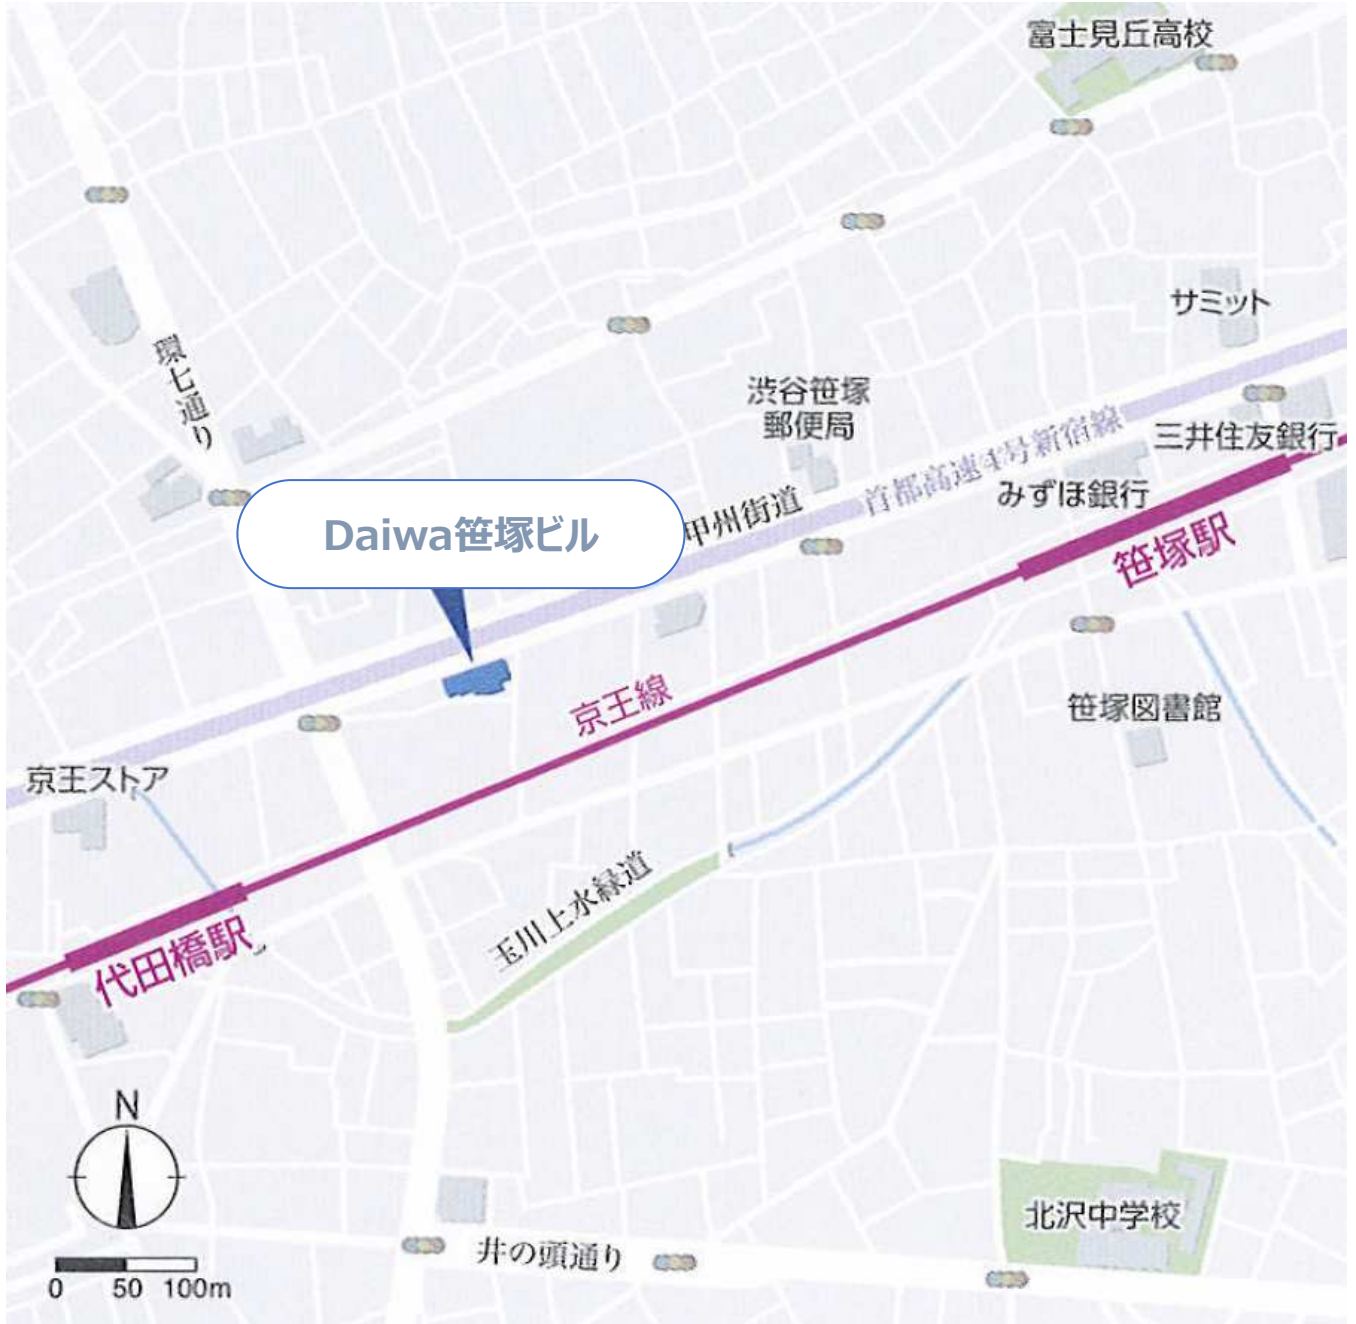 富士見丘高校
サミット
環七通り
渋谷笹塚
郵便局
首都高速4号新宿線
三井住友銀行
みずほ銀行
甲州街道
Daiwa笹塚ビル
笹塚駅
京王線
笹塚図書館
京王ストア
玉川上水緑道
代田橋駅
N
北沢中学校
井の頭通り
0 50 100m